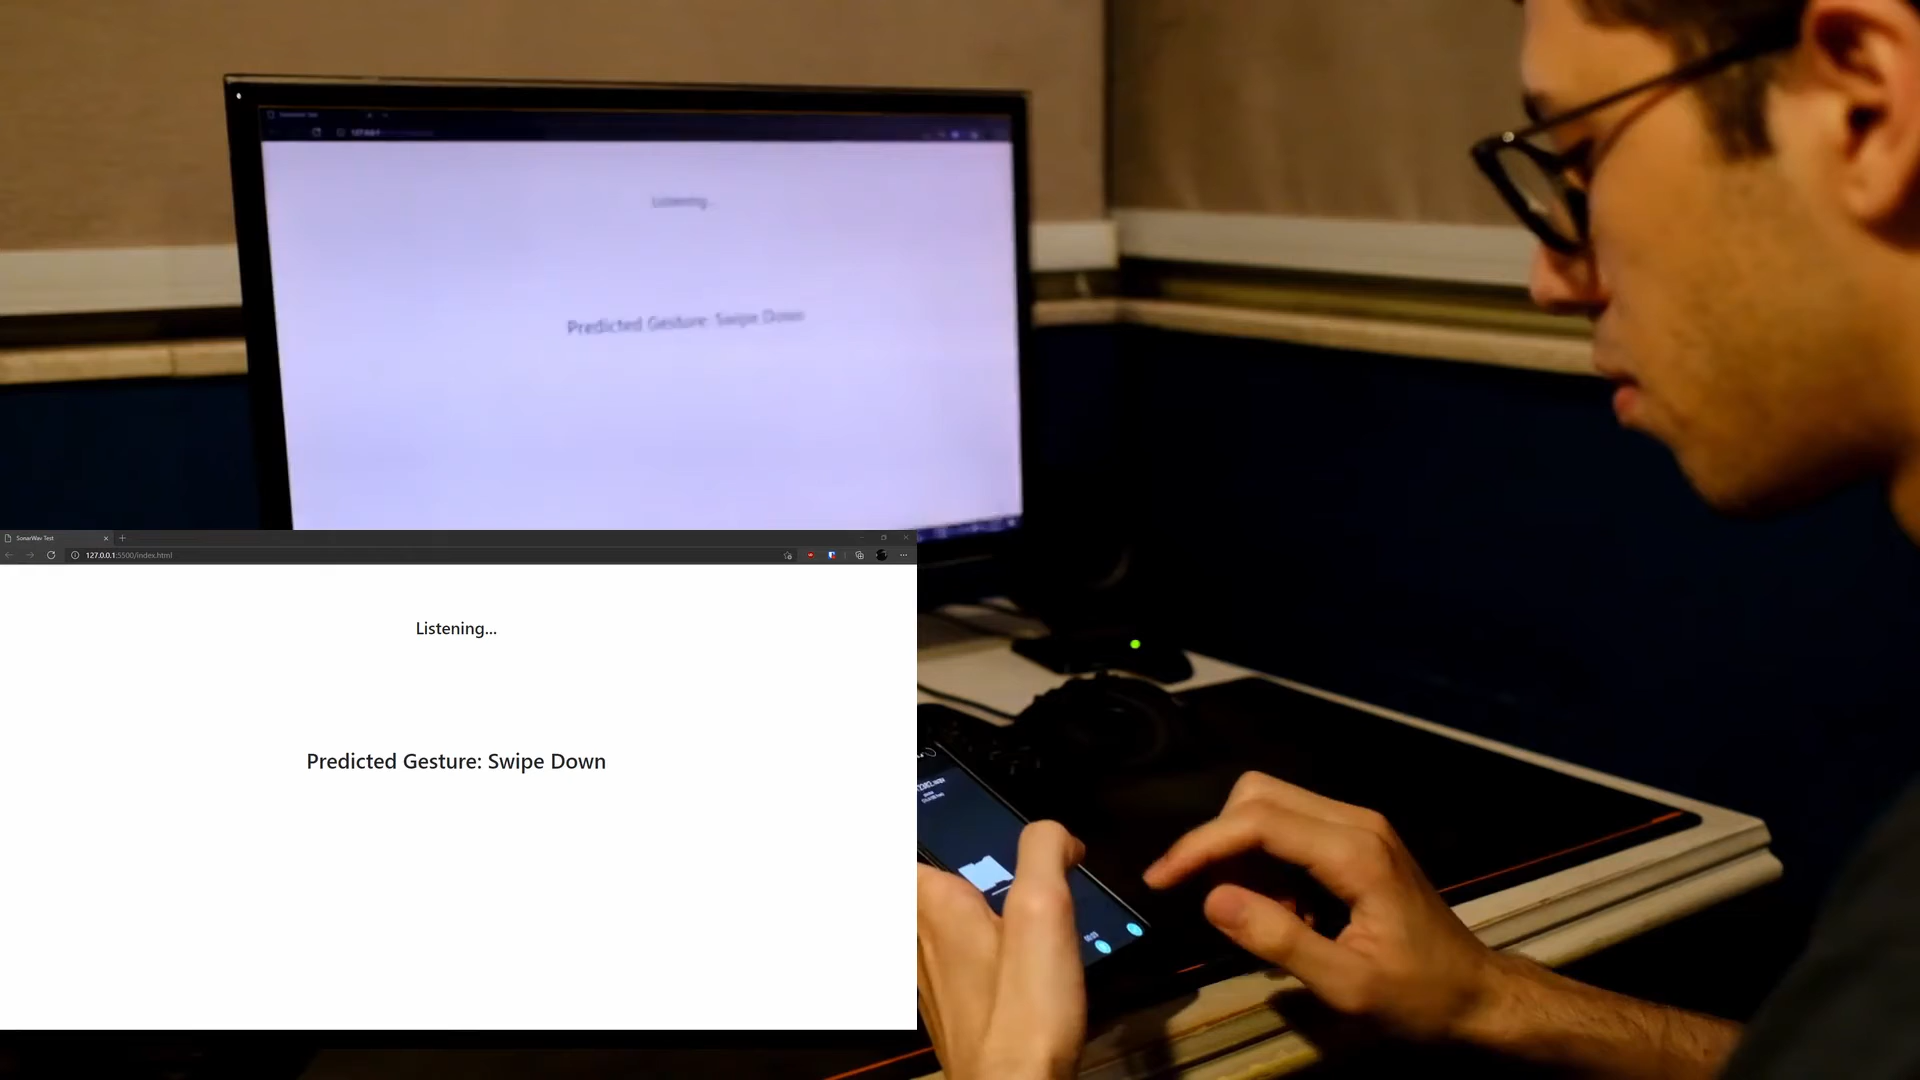 Listening...
Predicted Gesture: Swipe Down
SonarWav Test
127.0.0.1:5500/index.html
Listening...
Predicted Gesture: Swipe Down